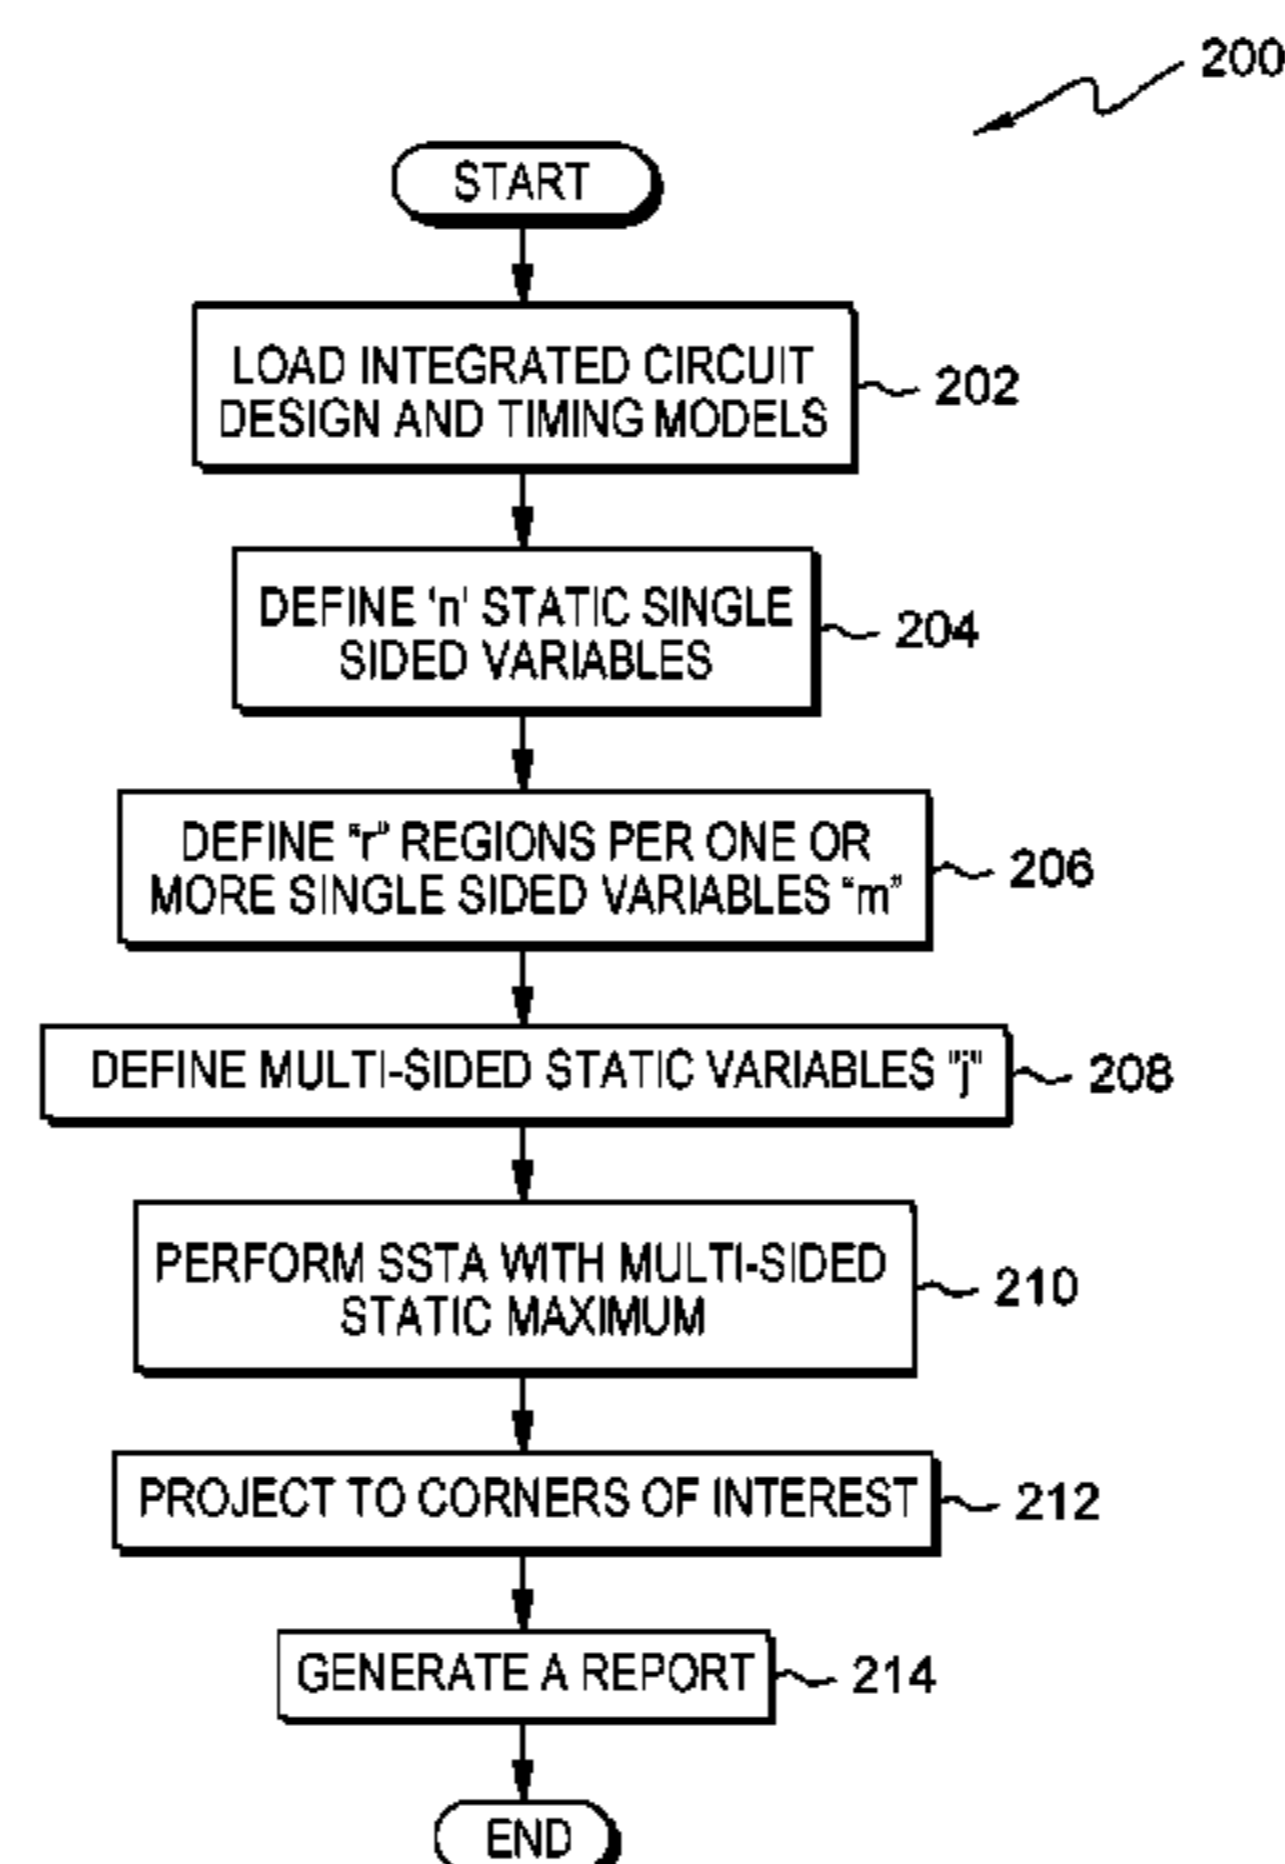 200
START
LOAD INTEGRATED CIRCUIT
DESIGN AND TIMING MODELS
202
DEFINE 'n' STATIC SINGLE
SIDED VARIABLES
204
DEFINE "r" REGIONS PER ONE OR
MORE SINGLE SIDED VARIABLES "m"
206
DEFINE MULTI-SIDED STATIC VARIABLES "j"
208
PERFORM SSTA WITH MULTI-SIDED
STATIC MAXIMUM
210
PROJECT TO CORNERS OF INTEREST
212
GENERATE A REPORT
214
END